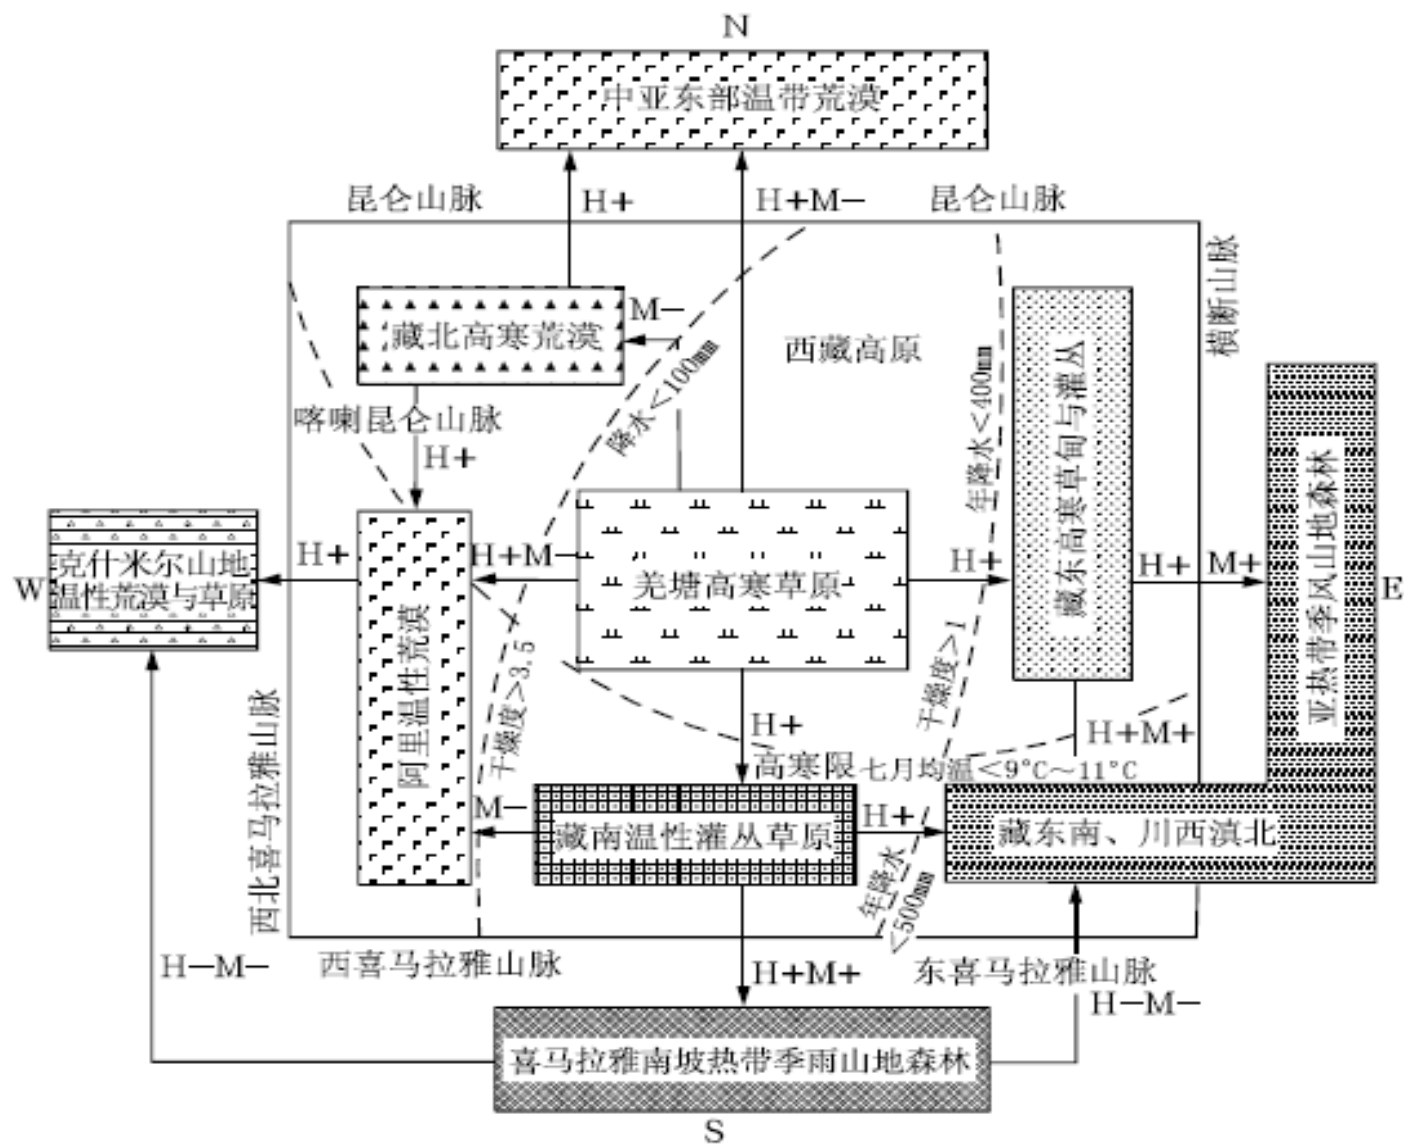 N
中亚东部温带荒漠
昆仑山脉
H+
H+M−
昆仑山脉
横断山脉
藏北高寒荒漠
M−
西藏高原
降水<100mm
年降水<400mm
藏东高寒草甸与灌丛
喀喇昆仑山脉
H+
亚热带季风山地森林
W
克什米尔山地
温性荒漠与草原
H+
H+M−
羌塘高寒草原
H+
H+
M+
E
阿里温性荒漠
干燥度>3.5
干燥度>1
西北喜马拉雅山脉
H+
H+M+
高寒限 七月均温<9°C~11°C
M−
藏南温性灌丛草原
H+
藏东南、川西滇北
年降水
<500mm
H−M−
西喜马拉雅山脉
H+M+
东喜马拉雅山脉
H−M−
喜马拉雅南坡热带季雨山地森林
S